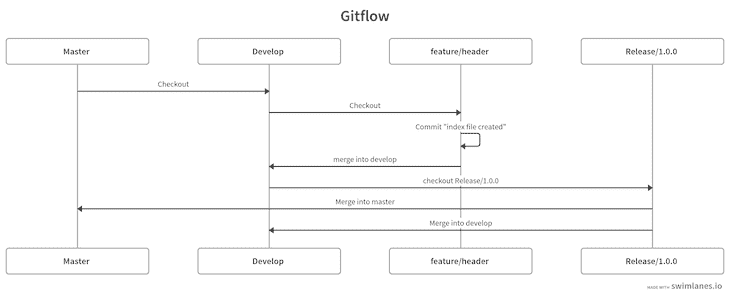 Gitflow
Master Develop feature/header Release/1.0.0
Checkout
Checkout
Commit "index file created"
merge into develop
checkout Release/1.0.0
Merge into master
Merge into develop
Master Develop feature/header Release/1.0.0
MADE WITH swimlanes.io